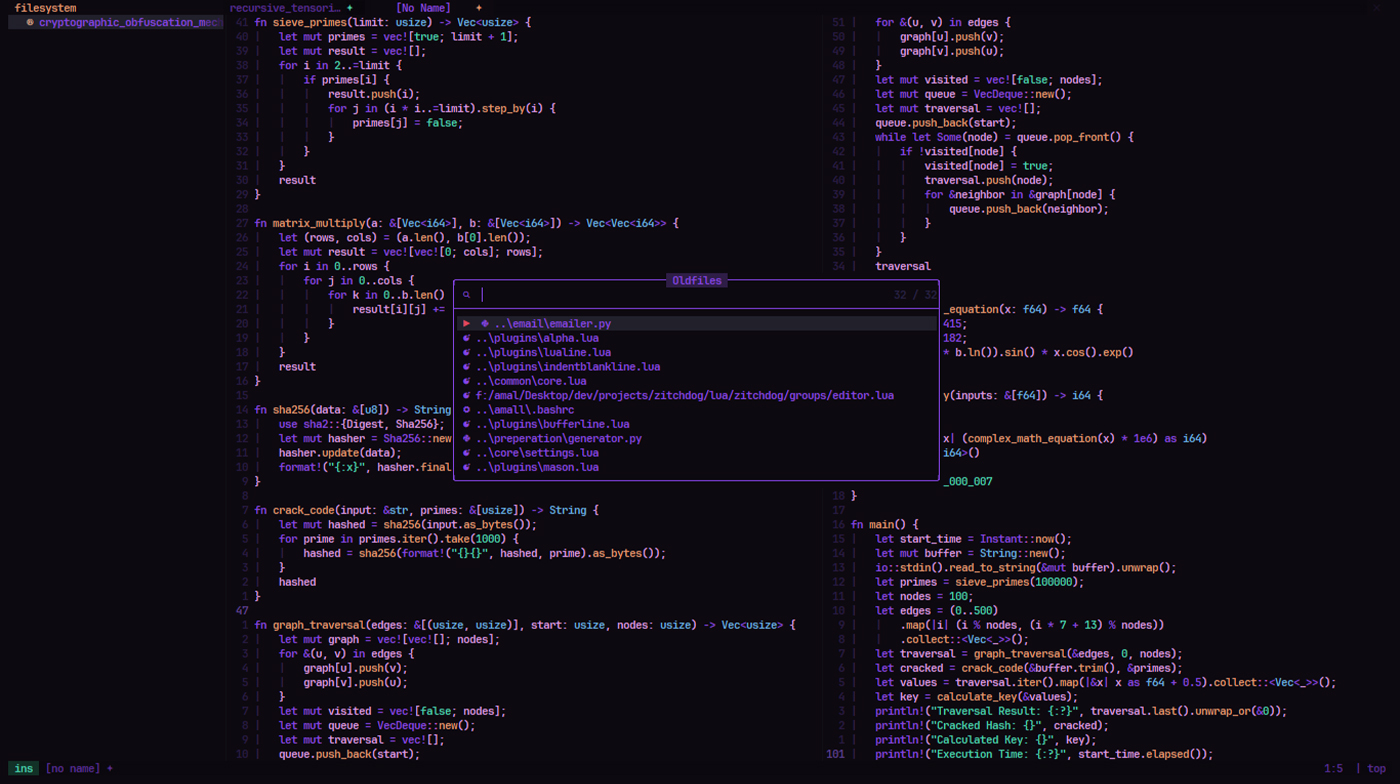 filesystem
cryptographic_obfuscation_mec
recursive_tensori… +
[No Name] +
41 fn sieve_primes(limit: usize) -> Vec<usize> {
40 let mut primes = vec![true; limit + 1];
39 let mut result = vec![];
38 for i in 2..=limit {
37 if primes[i] {
36 result.push(i);
35 for j in (i * i..=limit).step_by(i) {
34 primes[j] = false;
33 }
32 }
31 }
30 result
29 }
28
27 fn matrix_multiply(a: &[Vec<i64>], b: &[Vec<i64>]) -> Vec<Vec<i64>> {
26 let (rows, cols) = (a.len(), b[0].len());
25 let mut result = vec![vec![0; cols]; rows];
24 for i in 0..rows {
23 for j in 0..cols {
22 for k in 0..b.len()
21 result[i][j] +=
20 }
19 }
18 }
17 result
16 }
15
14 fn sha256(data: &[u8]) -> String
13 use sha2::{Digest, Sha256};
12 let mut hasher = Sha256::new
11 hasher.update(data);
10 format!("{:x}", hasher.final
9 }
8
7 fn crack_code(input: &str, primes: &[usize]) -> String {
6 let mut hashed = sha256(input.as_bytes());
5 for prime in primes.iter().take(1000) {
4 hashed = sha256(format!("{}{}", hashed, prime).as_bytes());
3 }
2 hashed
1 }
47
1 fn graph_traversal(edges: &[(usize, usize)], start: usize, nodes: usize) -> Vec<usize> {
2 let mut graph = vec![vec![]; nodes];
3 for &(u, v) in edges {
4 graph[u].push(v);
5 graph[v].push(u);
6 }
7 let mut visited = vec![false; nodes];
8 let mut queue = VecDeque::new();
9 let mut traversal = vec![];
10 queue.push_back(start);
Oldfiles
32 / 32
..\email\emailer.py
..\plugins\alpha.lua
..\plugins\lualine.lua
..\plugins\indentblankline.lua
..\common\core.lua
f:/amal/Desktop/dev/projects/zitchdog/lua/zitchdog/groups/editor.lua
..\amall\.bashrc
..\plugins\bufferline.lua
..\preperation\generator.py
..\core\settings.lua
..\plugins\mason.lua
51 for &(u, v) in edges {
50 graph[u].push(v);
49 graph[v].push(u);
48 }
47 let mut visited = vec![false; nodes];
46 let mut queue = VecDeque::new();
45 let mut traversal = vec![];
44 queue.push_back(start);
43 while let Some(node) = queue.pop_front() {
42 if !visited[node] {
41 visited[node] = true;
40 traversal.push(node);
39 for &neighbor in &graph[node] {
38 queue.push_back(neighbor);
37 }
36 }
35 }
34 traversal
_equation(x: f64) -> f64 {
415;
182;
* b.ln()).sin() * x.cos().exp()
y(inputs: &[f64]) -> i64 {
x| (complex_math_equation(x) * 1e6) as i64)
i64>()
_000_007
18 }
17
16 fn main() {
15 let start_time = Instant::now();
14 let mut buffer = String::new();
13 io::stdin().read_to_string(&mut buffer).unwrap();
12 let primes = sieve_primes(100000);
11 let nodes = 100;
10 let edges = (0..500)
9 .map(|i| (i % nodes, (i * 7 + 13) % nodes))
8 .collect::<Vec<_>>();
7 let traversal = graph_traversal(&edges, 0, nodes);
6 let cracked = crack_code(&buffer.trim(), &primes);
5 let values = traversal.iter().map(|&x| x as f64 + 0.5).collect::<Vec<_>>();
4 let key = calculate_key(&values);
3 println!("Traversal Result: {:?}", traversal.last().unwrap_or(&0));
2 println!("Cracked Hash: {}", cracked);
1 println!("Calculated Key: {}", key);
101 println!("Execution Time: {:?}", start_time.elapsed());
ins [no name] +
1:5 | top